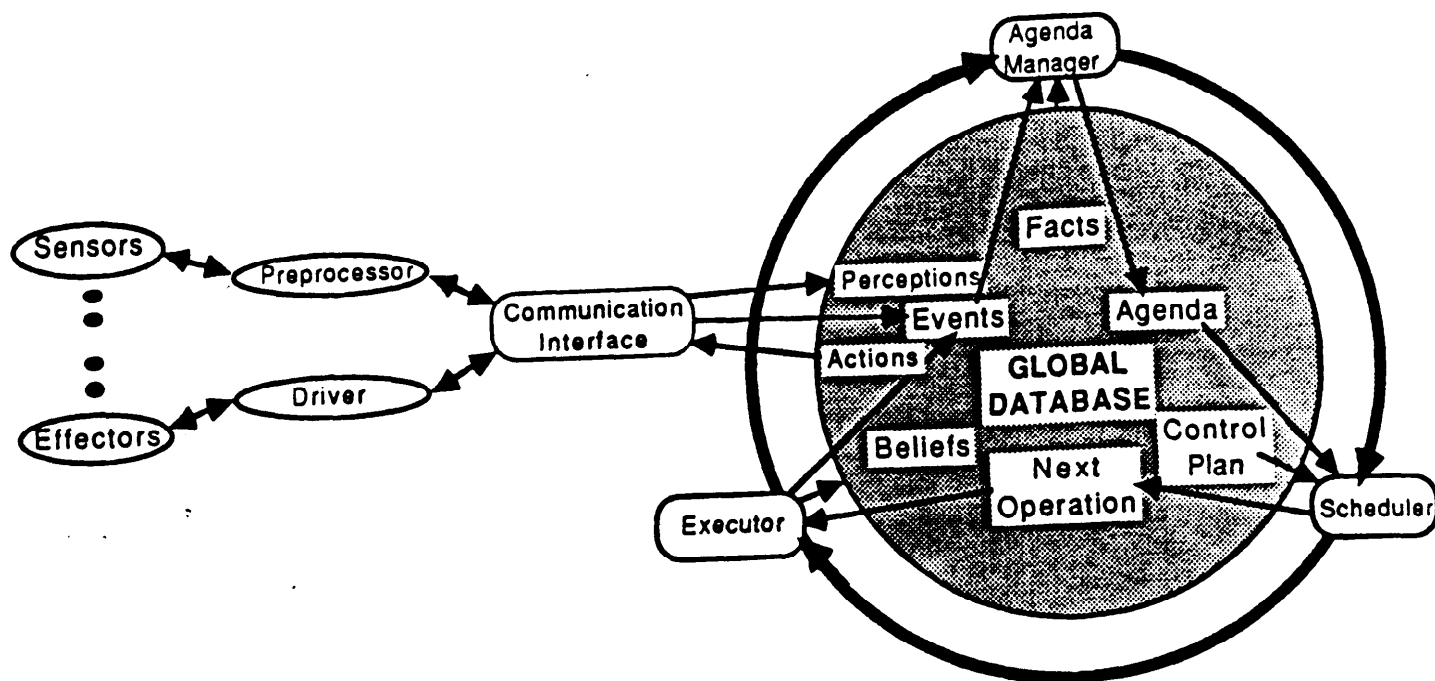 Agenda
Manager
Facts
Sensors
Preprocessor
Perceptions
Communication
Interface
Events
Agenda
Actions
GLOBAL
DATABASE
Driver
Effectors
Beliefs
Control
Plan
Next
Operation
Executor
Scheduler